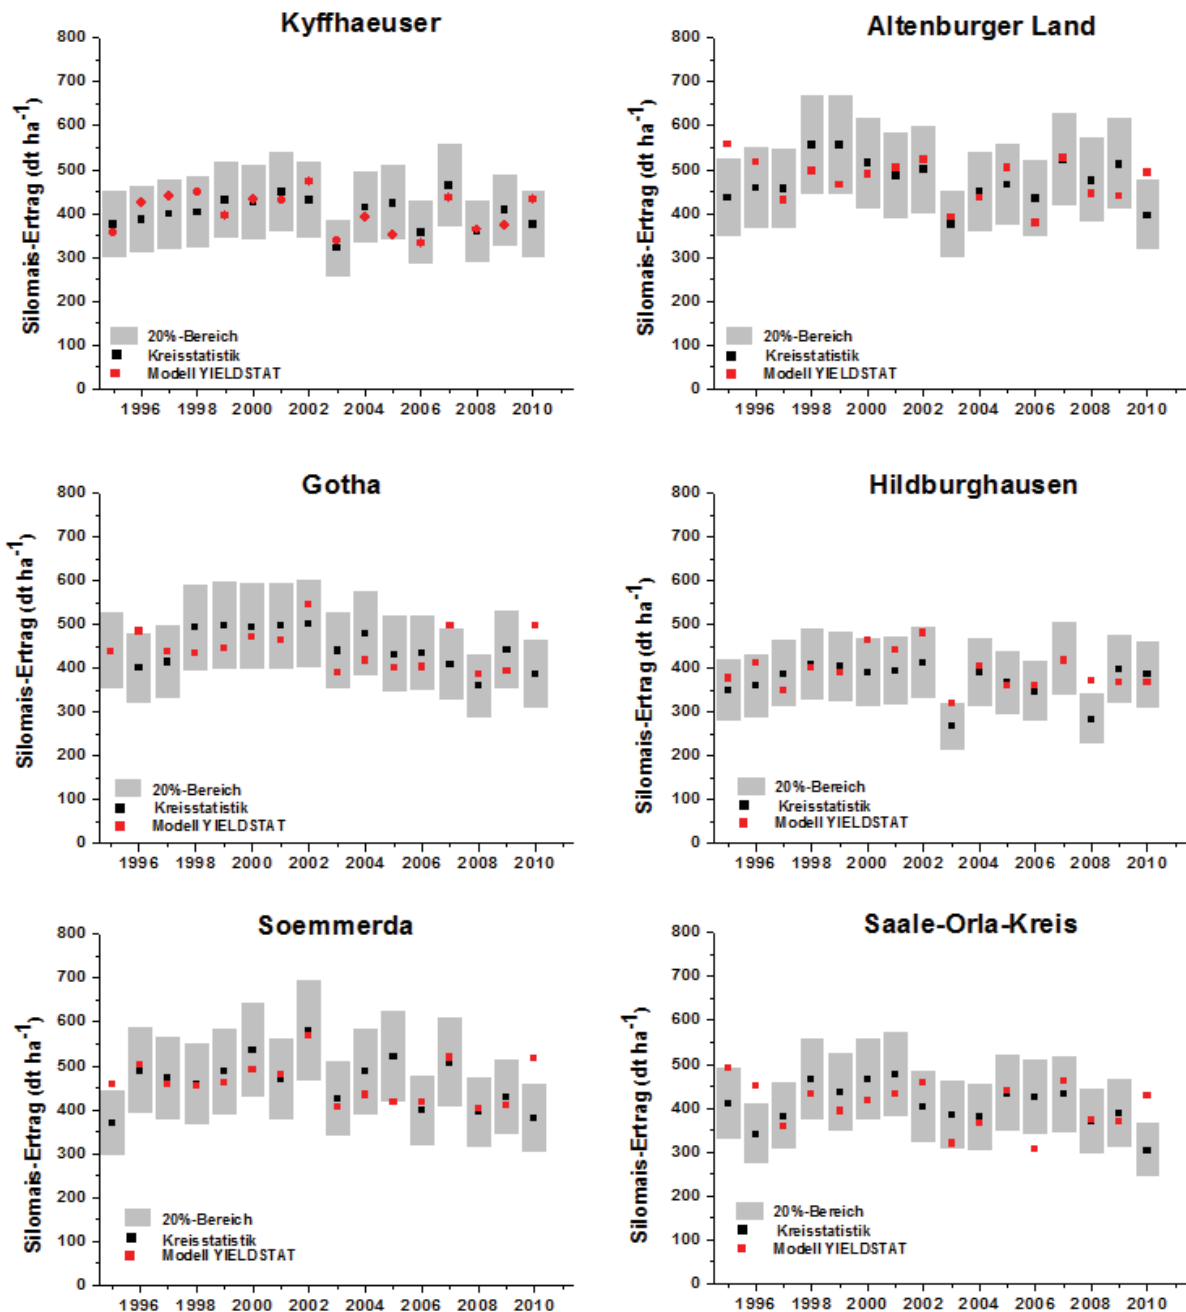 Kyffhaeuser
Silomais-Ertrag (dt ha-1)
800
700
600
500
400
300
200
100
0
20%-Bereich
Kreisstatistik
Modell YIELDSTAT
1996 1998 2000 2002 2004 2006 2008 2010
Altenburger Land
Silomais-Ertrag (dt ha-1)
800
700
600
500
400
300
200
100
0
20%-Bereich
Kreisstatistik
Modell YIELDSTAT
1996 1998 2000 2002 2004 2006 2008 2010
Gotha
Silomais-Ertrag (dt ha-1)
800
700
600
500
400
300
200
100
0
20%-Bereich
Kreisstatistik
Modell YIELDSTAT
1996 1998 2000 2002 2004 2006 2008 2010
Hildburghausen
Silomais-Ertrag (dt ha-1)
800
700
600
500
400
300
200
100
0
20%-Bereich
Kreisstatistik
Modell YIELDSTAT
1996 1998 2000 2002 2004 2006 2008 2010
Soemmerda
Silomais-Ertrag (dt ha-1)
800
700
600
500
400
300
200
100
0
20%-Bereich
Kreisstatistik
Modell YIELDSTAT
1996 1998 2000 2002 2004 2006 2008 2010
Saale-Orla-Kreis
Silomais-Ertrag (dt ha-1)
800
700
600
500
400
300
200
100
0
20%-Bereich
Kreisstatistik
Modell YIELDSTAT
1996 1998 2000 2002 2004 2006 2008 2010